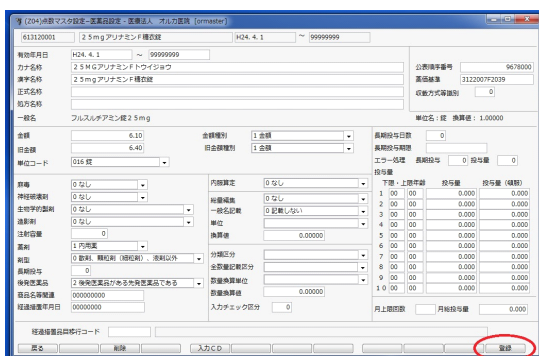 (Z04)点数マスタ設定-医薬品設定 - 医療法人 オルカ医院 [ormaster]
613120001 25mgアリナミンF糖衣錠 H24. 4. 1 ~ 99999999
有効年月日 H24. 4. 1 ~ 99999999
カナ名称 25MGアリナミンFトウイジョウ 公表順序番号 9678000
漢字名称 25mgアリナミンF糖衣錠 薬価基準 3122007F2039
正式名称 収載方式等識別 0
処方名称
一般名 フルスルチアミン錠25mg 単位名:錠 換算値: 1.00000
金額 6.10 金額種別 1 金額 長期投与日数 0
旧金額 6.40 旧金額種別 1 金額 長期投与期限
単位コード 016 錠 エラー処理 長期投与 0 投与量 0
投与量
麻毒 0 なし 内服算定 0 なし 下限・上限年齢 投与量 投与量(頓服)
神経破壊剤 0 なし 総量編集 0 なし 1 00 00 0.000 0.000
生物学的製剤 0 なし 一般名記載 0 記載しない 2 00 00 0.000 0.000
造影剤 0 なし 単位 3 00 00 0.000 0.000
注射容量 0 換算値 0.00000 4 00 00 0.000 0.000
薬剤 1 内用薬 5 00 00 0.000 0.000
剤型 0 散剤、顆粒剤(細粒剤)、液剤以外 分類区分 6 00 00 0.000 0.000
長期投与 0 全数量記載区分 7 00 00 0.000 0.000
後発医薬品 2 後発医薬品がある先発医薬品である 数量換算単位 8 00 00 0.000 0.000
商品名等関連 000000000 数量換算値 0.00000 9 00 00 0.000 0.000
経過措置年月日 00000000 入力チェック区分 0 10 00 00 0.000 0.000
月上限回数 月総投与量 0.000
経過措置品目移行コード
戻る 削除 入力CD 登録